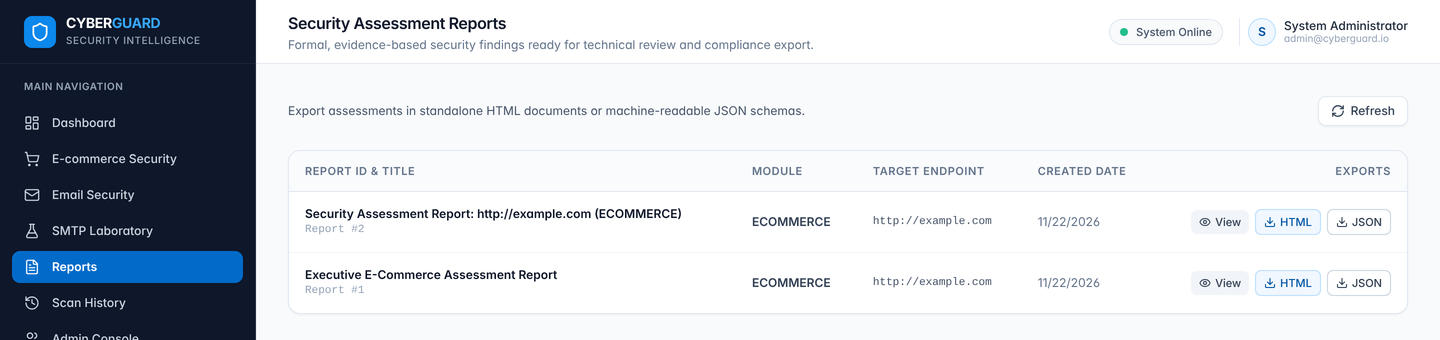 CYBERGUARD
SECURITY INTELLIGENCE
MAIN NAVIGATION
Dashboard
E-commerce Security
Email Security
SMTP Laboratory
Reports
Scan History
Admin Console
Security Assessment Reports
Formal, evidence-based security findings ready for technical review and compliance export.
System Online
S
System Administrator
admin@cyberguard.io
Export assessments in standalone HTML documents or machine-readable JSON schemas.
Refresh
REPORT ID & TITLE MODULE TARGET ENDPOINT CREATED DATE EXPORTS
Security Assessment Report: http://example.com (ECOMMERCE)
Report #2
ECOMMERCE http://example.com 11/22/2026 View HTML JSON
Executive E-Commerce Assessment Report
Report #1
ECOMMERCE http://example.com 11/22/2026 View HTML JSON